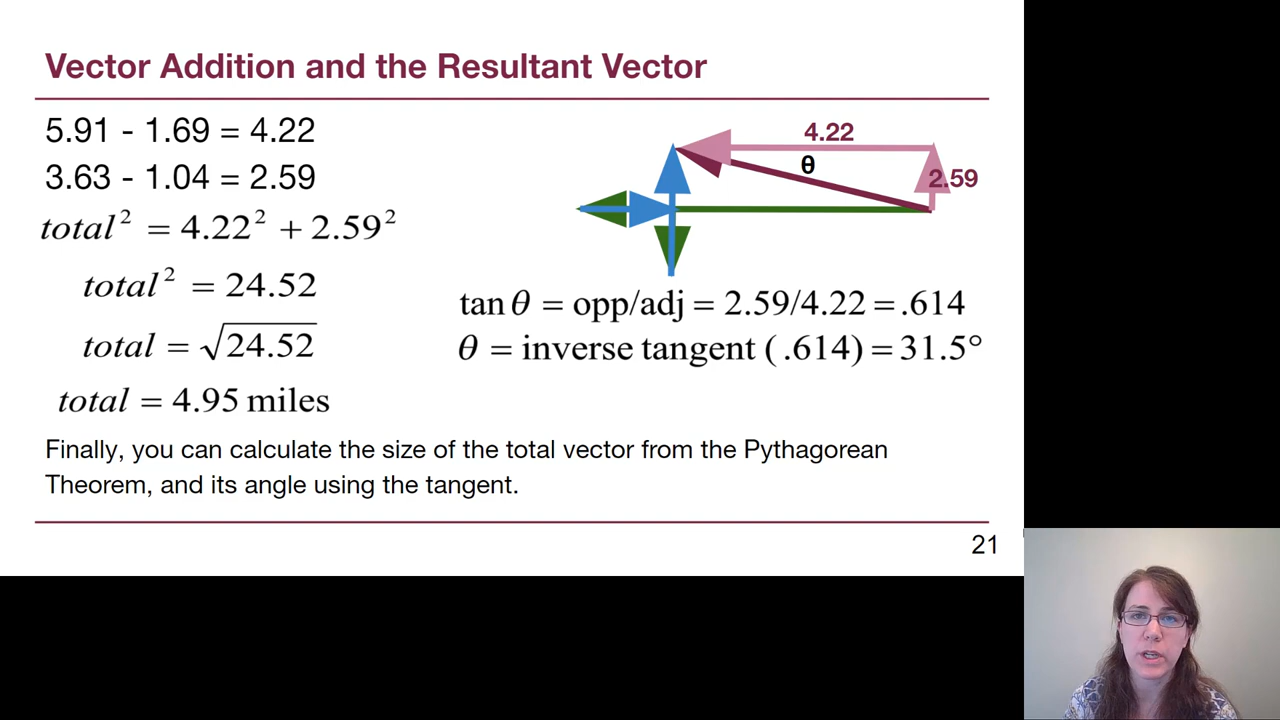 Vector Addition and the Resultant Vector
5.91 - 1.69 = 4.22
3.63 - 1.04 = 2.59
total² = 4.22² + 2.59²
total² = 24.52
total = √24.52
total = 4.95 miles
4.22
θ
2.59
tan θ = opp/adj = 2.59/4.22 = .614
θ = inverse tangent (.614) = 31.5°
Finally, you can calculate the size of the total vector from the Pythagorean
Theorem, and its angle using the tangent.
21